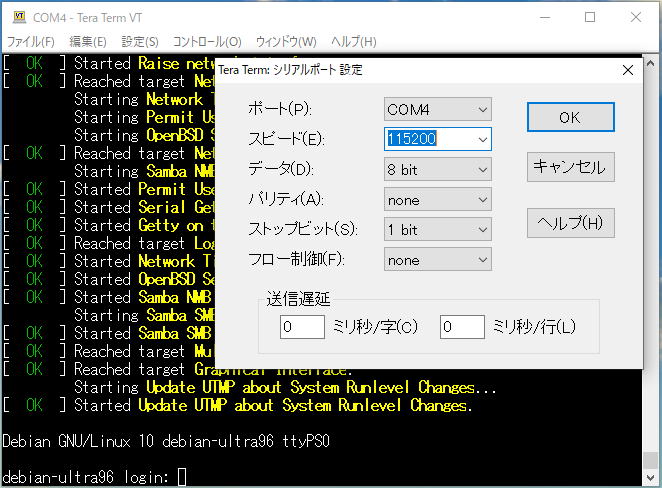 COM4 - Tera Term VT
ファイル(F) 編集(E) 設定(S) コントロール(O) ウィンドウ(W) ヘルプ(H)
[  OK  ] Started Raise network
[  OK  ] Reached target Net
Starting Network T
Starting Permit Use
Starting OpenBSD S
[  OK  ] Reached target Net
Starting Samba NMB
[  OK  ] Started Permit Use
[  OK  ] Started Serial Get
[  OK  ] Started Getty on t
[  OK  ] Reached target Log
[  OK  ] Started Network Ti
[  OK  ] Started OpenBSD Se
[  OK  ] Started Samba NMB
Starting Samba SMB
[  OK  ] Started Samba SMB
[  OK  ] Reached target Mul
[  OK  ] Reached target Graphical Interface.
Starting Update UTMP about System Runlevel Changes...
[  OK  ] Started Update UTMP about System Runlevel Changes.
Debian GNU/Linux 10 debian-ultra96 ttyPS0
debian-ultra96 login:
Tera Term: シリアルポート 設定
ポート(P): COM4
スピード(E): 115200
データ(D): 8 bit
パリティ(A): none
ストップビット(S): 1 bit
フロー制御(F): none
OK
キャンセル
ヘルプ(H)
送信遅延
0 ミリ秒/字(C) 0 ミリ秒/行(L)